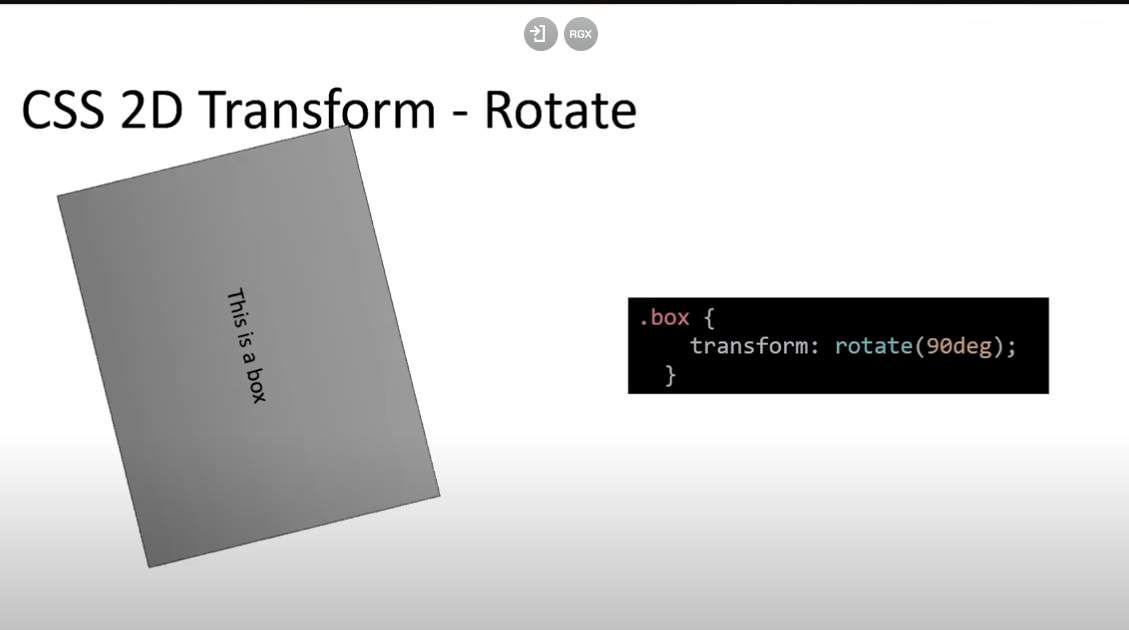 RGX
CSS 2D Transform - Rotate
This is a box
.box {
transform: rotate(90deg);
}